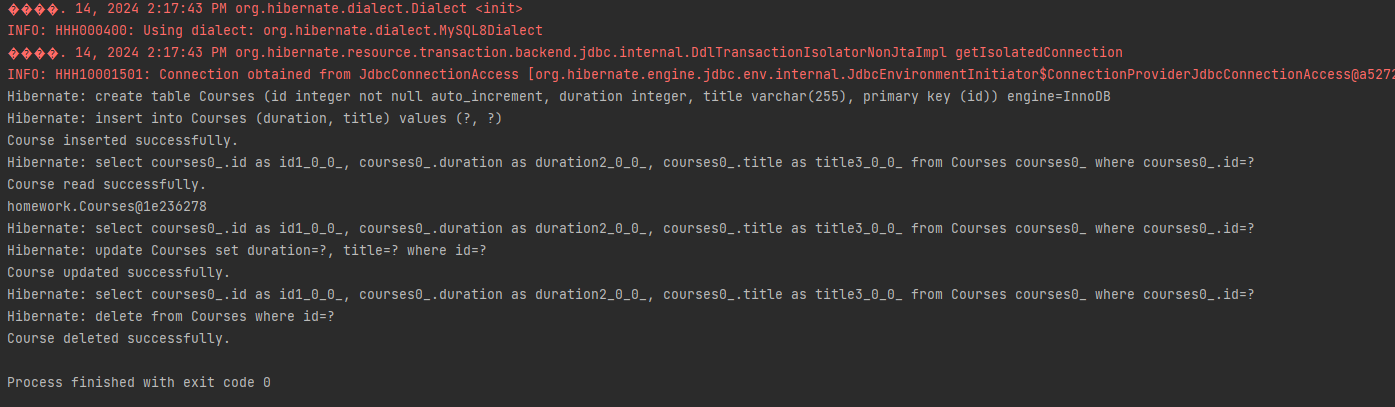 ����. 14, 2024 2:17:43 PM org.hibernate.dialect.Dialect <init>
INFO: HHH000400: Using dialect: org.hibernate.dialect.MySQL8Dialect
����. 14, 2024 2:17:43 PM org.hibernate.resource.transaction.backend.jdbc.internal.DdlTransactionIsolatorNonJtaImpl getIsolatedConnection
INFO: HHH10001501: Connection obtained from JdbcConnectionAccess [org.hibernate.engine.jdbc.env.internal.JdbcEnvironmentInitiator$ConnectionProviderJdbcConnectionAccess@a5272
Hibernate: create table Courses (id integer not null auto_increment, duration integer, title varchar(255), primary key (id)) engine=InnoDB
Hibernate: insert into Courses (duration, title) values (?, ?)
Course inserted successfully.
Hibernate: select courses0_.id as id1_0_0_, courses0_.duration as duration2_0_0_, courses0_.title as title3_0_0_ from Courses courses0_ where courses0_.id=?
Course read successfully.
homework.Courses@1e236278
Hibernate: select courses0_.id as id1_0_0_, courses0_.duration as duration2_0_0_, courses0_.title as title3_0_0_ from Courses courses0_ where courses0_.id=?
Hibernate: update Courses set duration=?, title=? where id=?
Course updated successfully.
Hibernate: select courses0_.id as id1_0_0_, courses0_.duration as duration2_0_0_, courses0_.title as title3_0_0_ from Courses courses0_ where courses0_.id=?
Hibernate: delete from Courses where id=?
Course deleted successfully.
Process finished with exit code 0